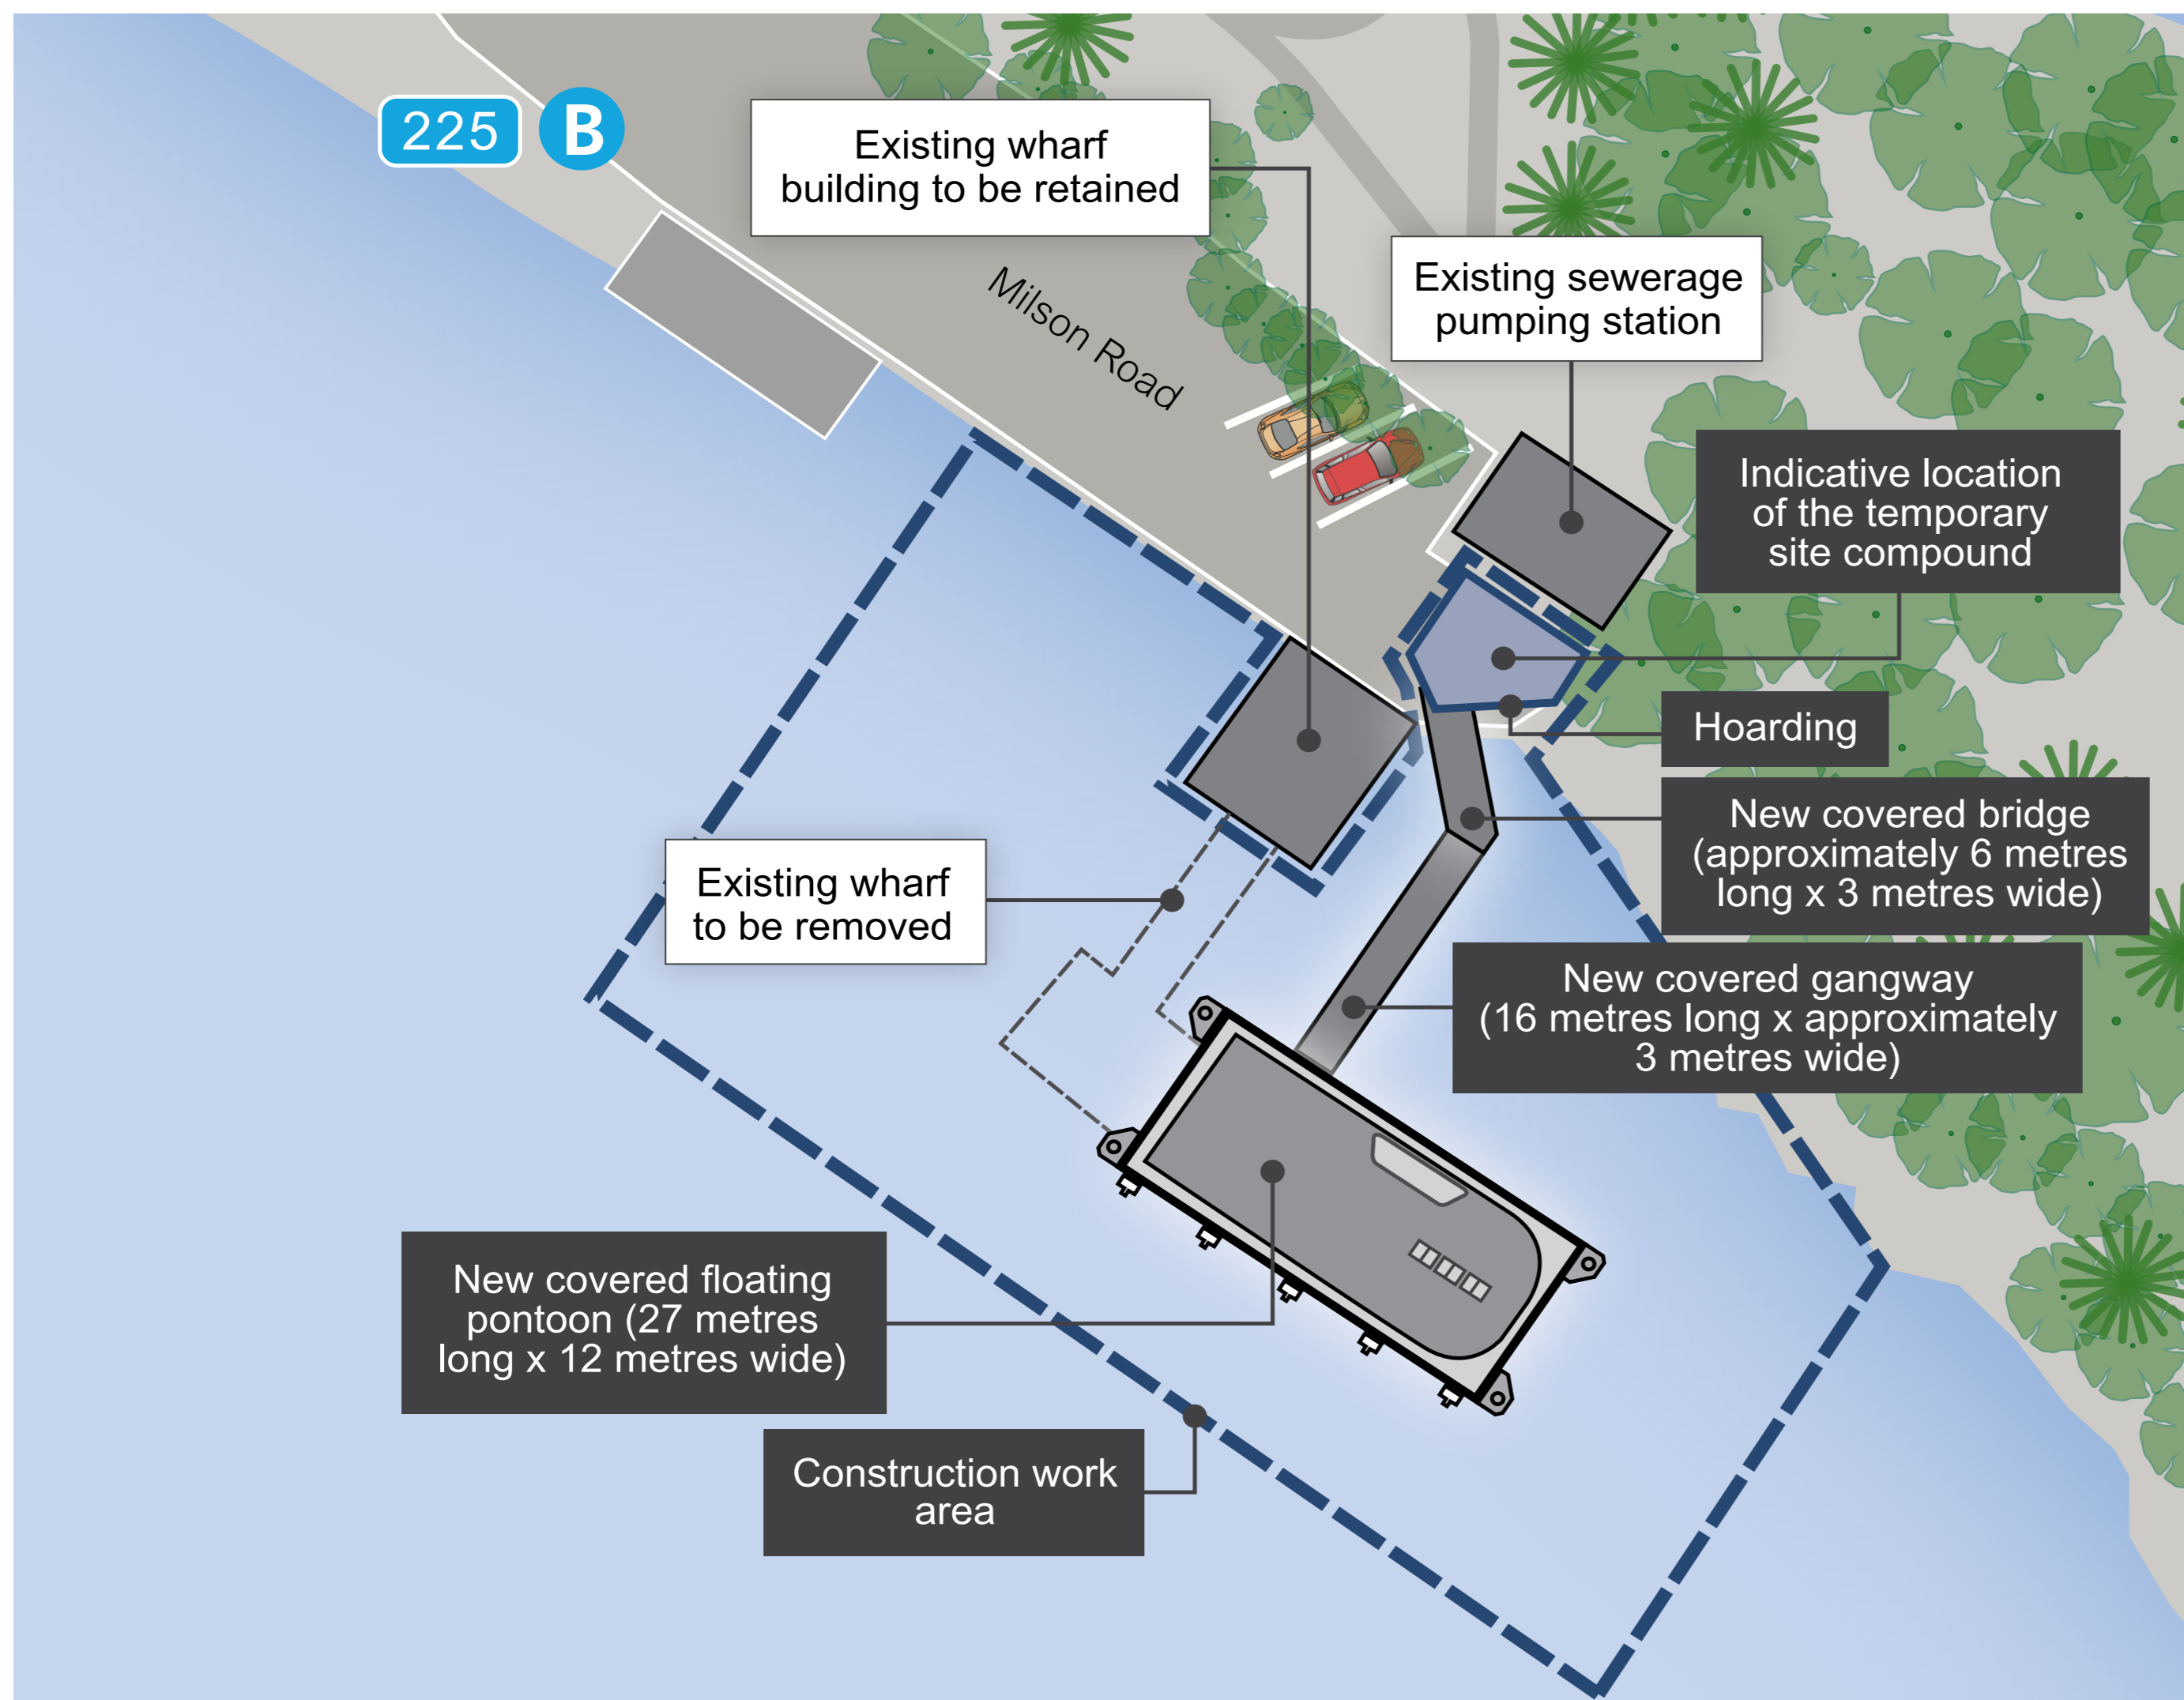 225 B
Existing wharf
building to be retained
Milson Road
Existing sewerage
pumping station
Indicative location
of the temporary
site compound
Hoarding
New covered bridge
(approximately 6 metres
long x 3 metres wide)
Existing wharf
to be removed
New covered gangway
(16 metres long x approximately
3 metres wide)
New covered floating
pontoon (27 metres
long x 12 metres wide)
Construction work
area